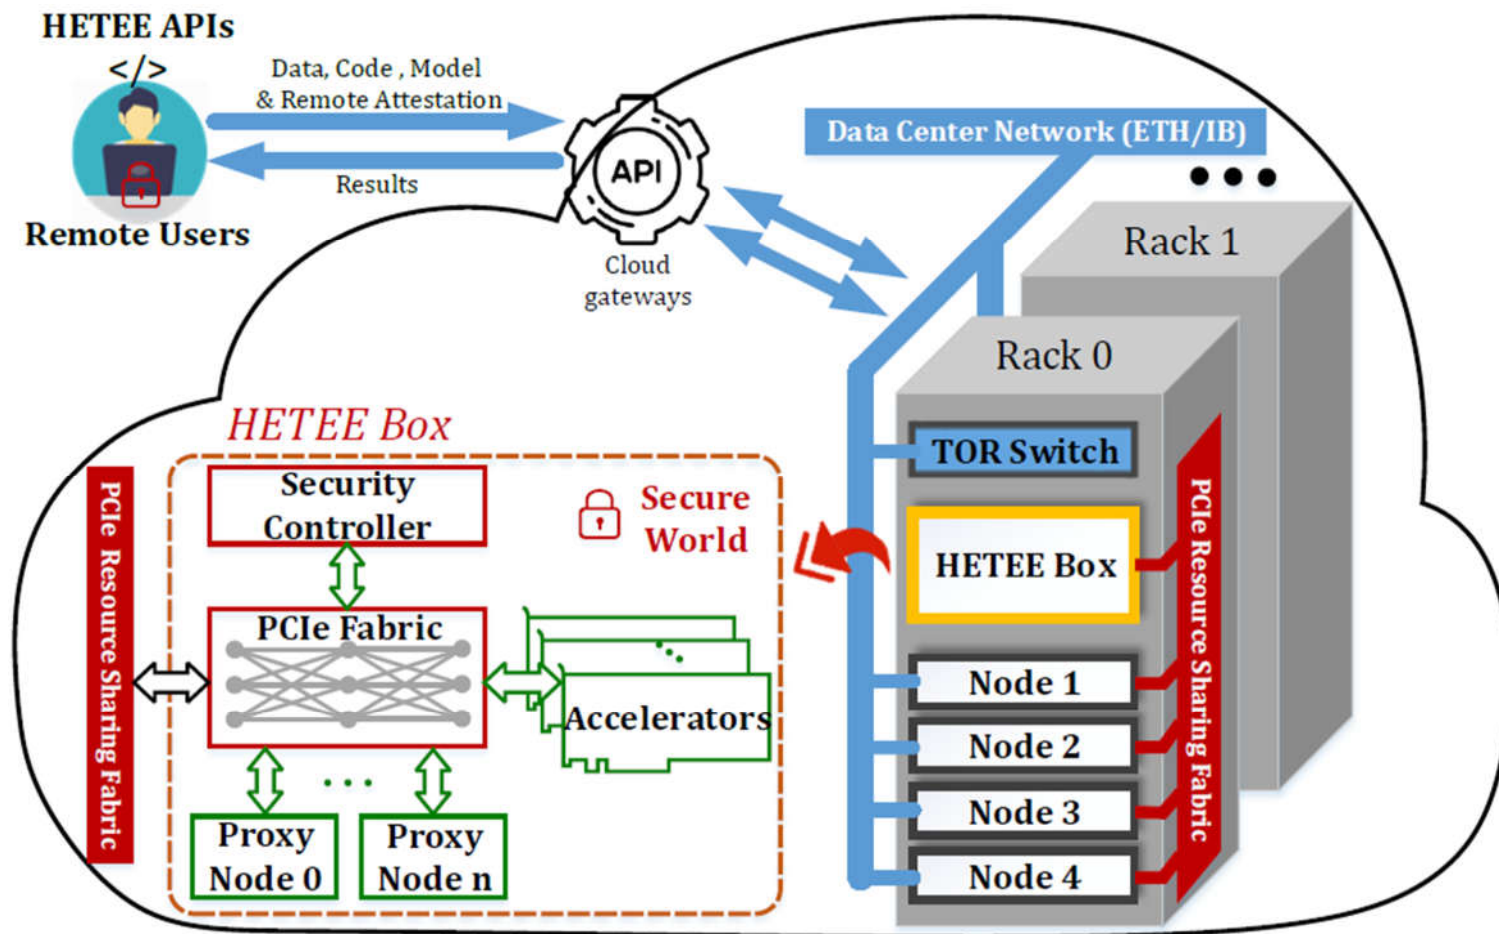 HETEE APIs
</>
Data, Code , Model
& Remote Attestation
Results
Remote Users
API
Cloud
gateways
Data Center Network (ETH/IB)
Rack 1
Rack 0
TOR Switch
HETEE Box
Node 1
Node 2
Node 3
Node 4
PCIe Resource Sharing Fabric
HETEE Box
Secure
World
Security
Controller
PCIe Fabric
Accelerators
Proxy
Node 0
Proxy
Node n
PCIe Resource Sharing Fabric